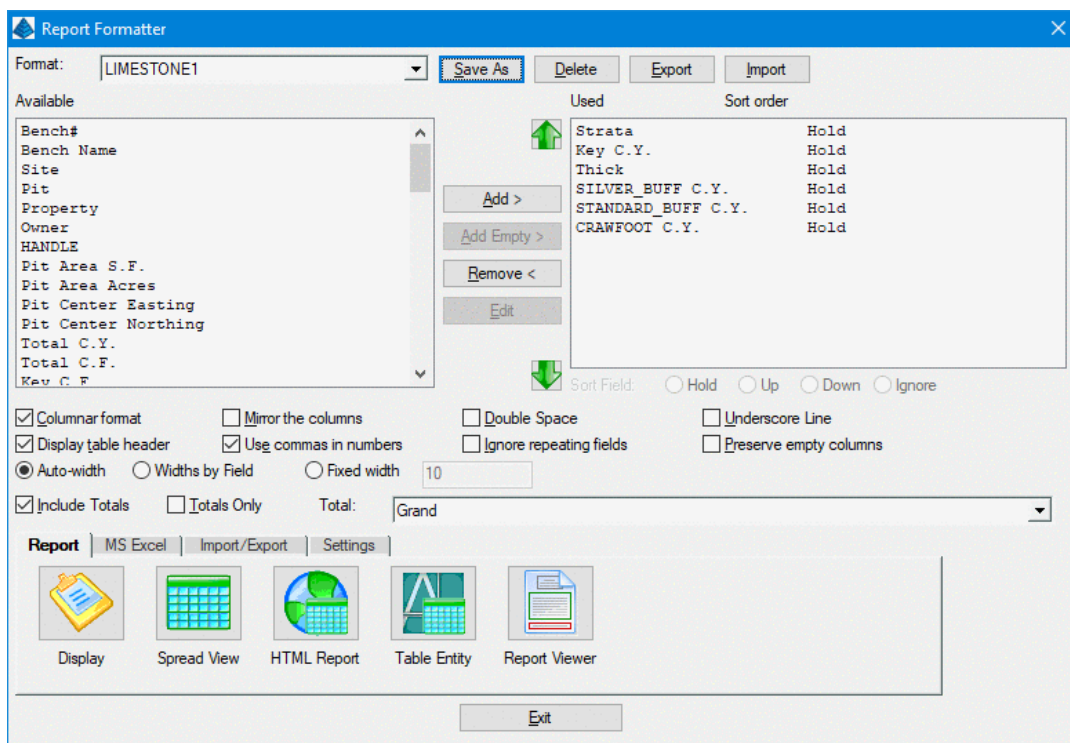 Report Formatter
Format: LIMESTONE1 Save As Delete Export Import
Available Used Sort order
Bench#
Bench Name
Site
Pit
Property
Owner
HANDLE
Pit Area S.F.
Pit Area Acres
Pit Center Easting
Pit Center Northing
Total C.Y.
Total C.F.
Key C.F
Add >
Add Empty >
Remove <
Edit
Strata Hold
Key C.Y. Hold
Thick Hold
SILVER_BUFF C.Y. Hold
STANDARD_BUFF C.Y. Hold
CRAWFOOT C.Y. Hold
Sort Field: Hold Up Down Ignore
Columnar format Mirror the columns Double Space Underscore Line
Display table header Use commas in numbers Ignore repeating fields Preserve empty columns
Auto-width Widths by Field Fixed width 10
Include Totals Totals Only Total: Grand
Report MS Excel Import/Export Settings
Display Spread View HTML Report Table Entity Report Viewer
Exit